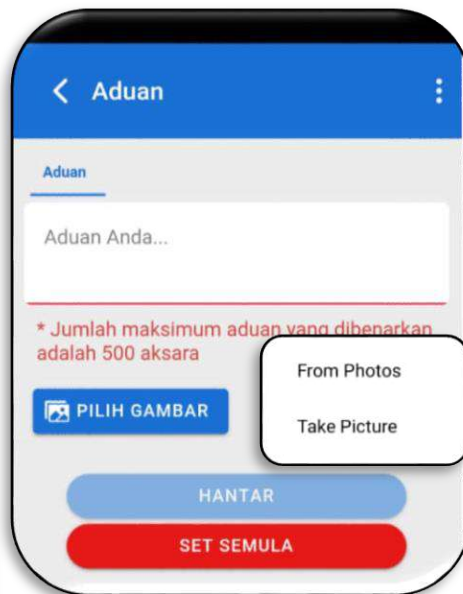 Aduan
Aduan
Aduan Anda...
* Jumlah maksimum aduan yang dibenarkan
adalah 500 aksara
From Photos
PILIH GAMBAR
Take Picture
HANTAR
SET SEMULA